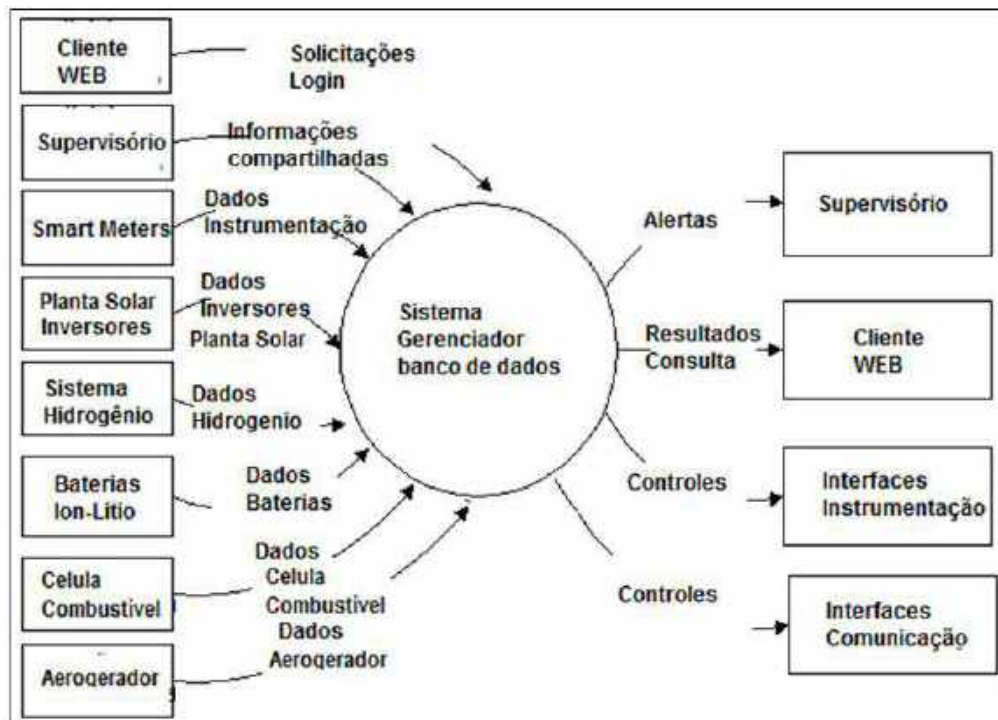 Cliente
WEB
Solicitações
Login
Supervisório
Informações
compartilhadas
Smart Meters
Dados
Instrumentação
Planta Solar
Inversores
Dados
Inversores
Planta Solar
Sistema
Hidrogênio
Dados
Hidrogenio
Baterias
Ion-Litio
Dados
Baterias
Celula
Combustível
Dados
Celula
Combustível
Aerogerador
Dados
Aerogerador
Sistema
Gerenciador
banco de dados
Alertas
Supervisório
Resultados
Consulta
Cliente
WEB
Controles
Interfaces
Instrumentação
Controles
Interfaces
Comunicação